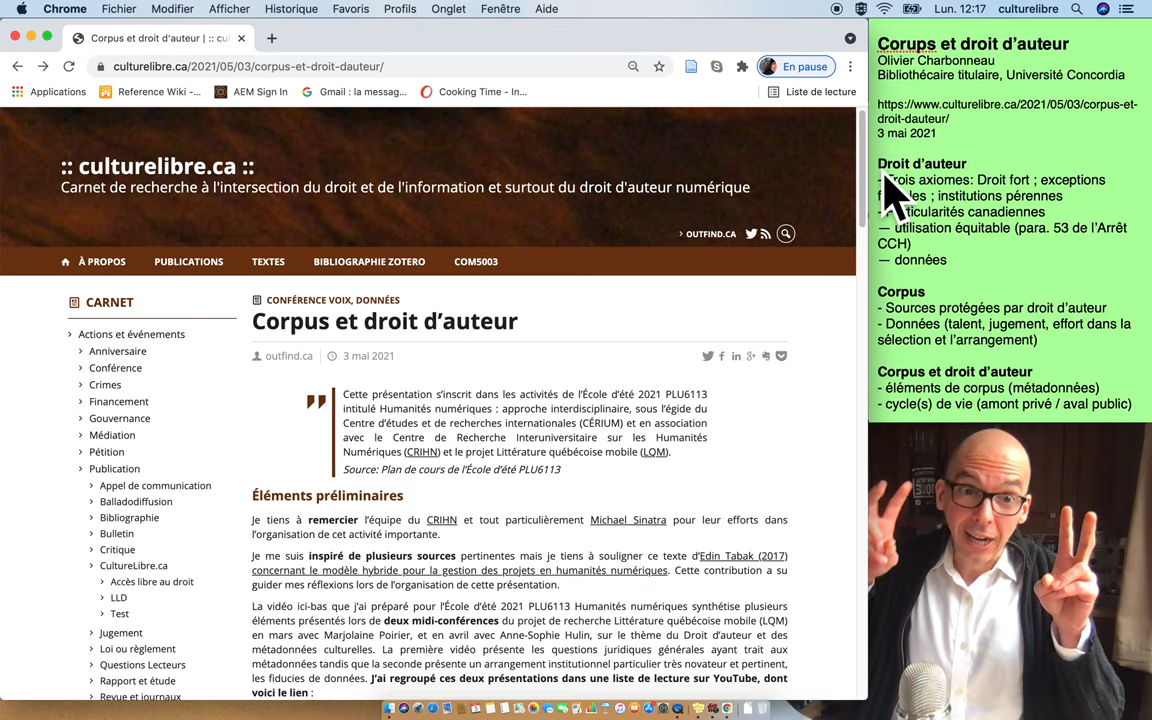 Chrome Fichier Modifier Afficher Historique Favoris Profils Onglet Fenêtre Aide
Lun. 12:17 culturelibre
Corpus et droit d'auteur | :: cu
culturelibre.ca/2021/05/03/corpus-et-droit-dauteur/
En pause
Applications Reference Wiki -... AEM Sign In Gmail : la messag... Cooking Time - In...
Liste de lecture
:: culturelibre.ca ::
Carnet de recherche à l'intersection du droit et de l'information et surtout du droit d'auteur numérique
OUTFIND.CA
À PROPOS PUBLICATIONS TEXTES BIBLIOGRAPHIE ZOTERO COM5003
CARNET
Actions et événements
Anniversaire
Conférence
Crimes
Financement
Gouvernance
Médiation
Pétition
Publication
Appel de communication
Balladodiffusion
Bibliographie
Bulletin
Critique
CultureLibre.ca
Accès libre au droit
LLD
Test
Jugement
Loi ou règlement
Questions Lecteurs
Rapport et étude
Revue et journaux
CONFÉRENCE VOIX, DONNÉES
Corpus et droit d'auteur
outfind.ca 3 mai 2021
Cette présentation s'inscrit dans les activités de l'École d'été 2021 PLU6113
intitulé Humanités numériques : approche interdisciplinaire, sous l'égide du
Centre d'études et de recherches internationales (CÉRIUM) et en association
avec le Centre de Recherche Interuniversitaire sur les Humanités
Numériques (CRIHN) et le projet Littérature québécoise mobile (LQM).
Source: Plan de cours de l'École d'été PLU6113
Éléments préliminaires
Je tiens à remercier l'équipe du CRIHN et tout particulièrement Michael Sinatra pour leur efforts dans
l'organisation de cet activité importante.
Je me suis inspiré de plusieurs sources pertinentes mais je tiens à souligner ce texte d'Edin Tabak (2017)
concernant le modèle hybride pour la gestion des projets en humanités numériques. Cette contribution a su
guider mes réflexions lors de l'organisation de cette présentation.
La vidéo ici-bas que j'ai préparé pour l'École d'été 2021 PLU6113 Humanités numériques synthétise plusieurs
éléments présentés lors de deux midi-conférences du projet de recherche Littérature québécoise mobile (LQM)
en mars avec Marjolaine Poirier, et en avril avec Anne-Sophie Hulin, sur le thème du Droit d'auteur et des
métadonnées culturelles. La première vidéo présente les questions juridiques générales ayant trait aux
métadonnées tandis que la seconde présente un arrangement institutionnel particulier très novateur et pertinent,
les fiducies de données. J'ai regroupé ces deux présentations dans une liste de lecture sur YouTube, dont
voici le lien :
Corups et droit d'auteur
Olivier Charbonneau
Bibliothécaire titulaire, Université Concordia
https://www.culturelibre.ca/2021/05/03/corpus-et-
droit-dauteur/
3 mai 2021
Droit d'auteur
axiomes: Droit fort ; exceptions
; institutions pérennes
canadiennes
— utilisation équitable (para. 53 de l'Arrêt
CCH)
— données
Corpus
- Sources protégées par droit d'auteur
- Données (talent, jugement, effort dans la
sélection et l'arrangement)
Corpus et droit d'auteur
- éléments de corpus (métadonnées)
- cycle(s) de vie (amont privé / aval public)